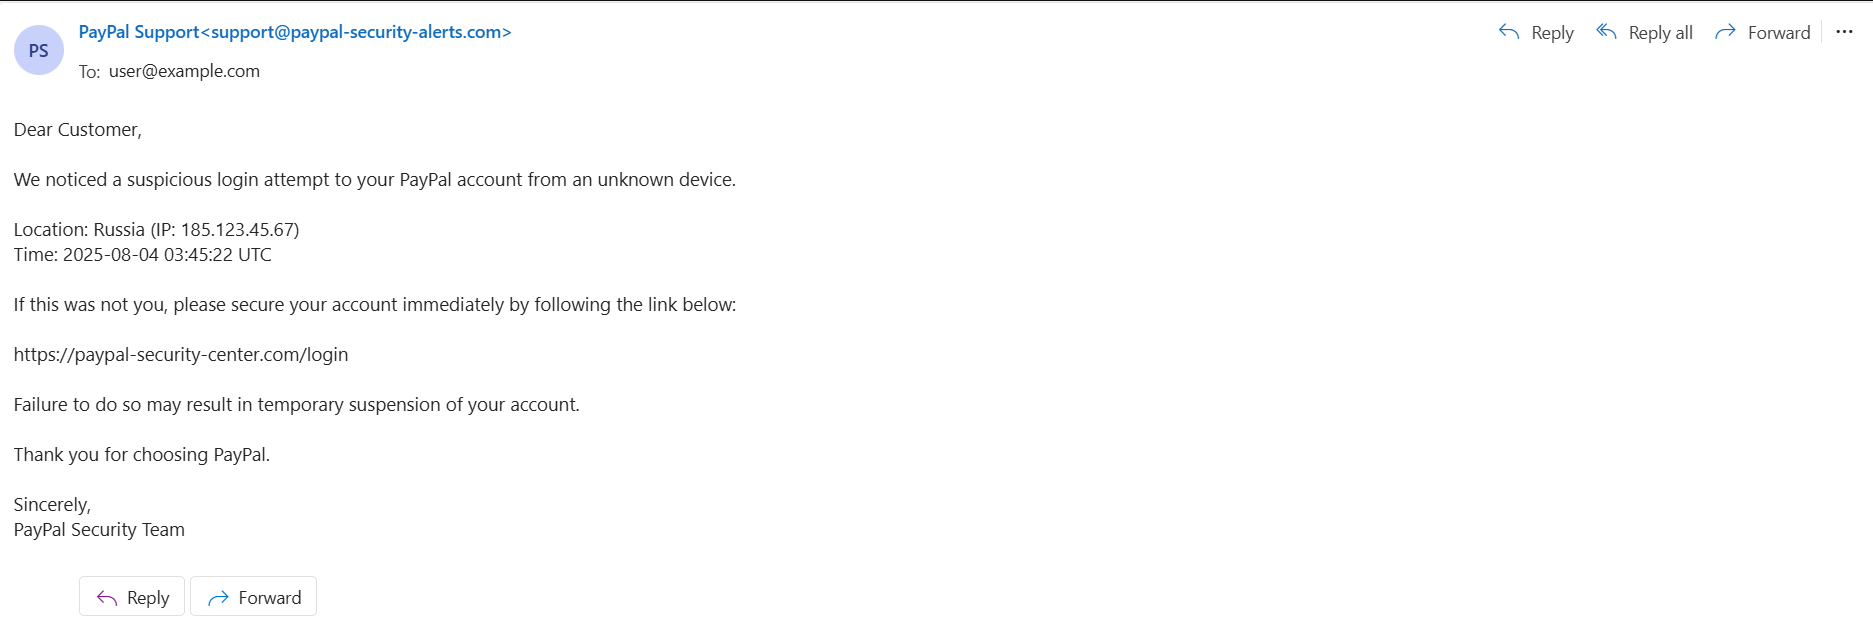 PS
PayPal Support<support@paypal-security-alerts.com>
Reply
Reply all
Forward
To: user@example.com
Dear Customer,
We noticed a suspicious login attempt to your PayPal account from an unknown device.
Location: Russia (IP: 185.123.45.67)
Time: 2025-08-04 03:45:22 UTC
If this was not you, please secure your account immediately by following the link below:
https://paypal-security-center.com/login
Failure to do so may result in temporary suspension of your account.
Thank you for choosing PayPal.
Sincerely,
PayPal Security Team
Reply
Forward